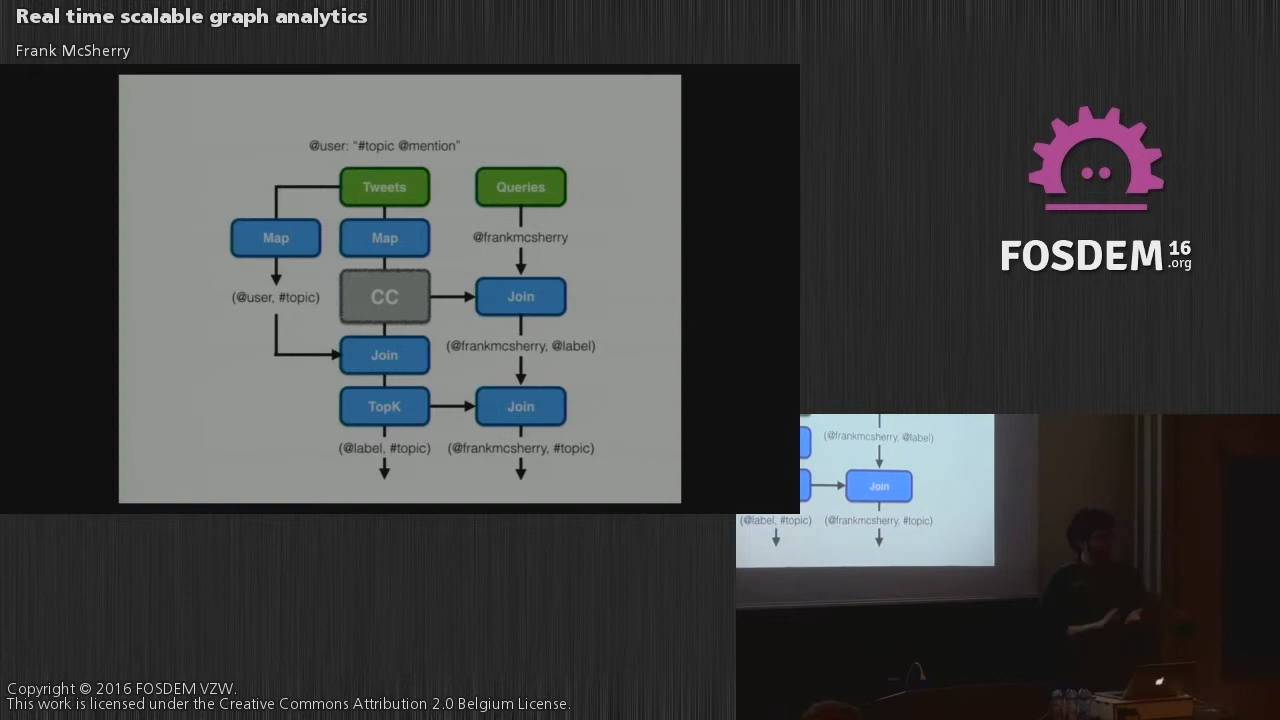 Real time scalable graph analytics
Frank McSherry
@user: "#topic @mention"
Tweets
Queries
Map
Map
@frankmcsherry
(@user, #topic)
CC
Join
Join
(@frankmcsherry, @label)
TopK
Join
(@label, #topic)
(@frankmcsherry, #topic)
FOSDEM 16
.org
(@frankmcsherry, @label)
Join
(@label, #topic)
(@frankmcsherry, #topic)
Copyright © 2016 FOSDEM VZW.
This work is licensed under the Creative Commons Attribution 2.0 Belgium License.